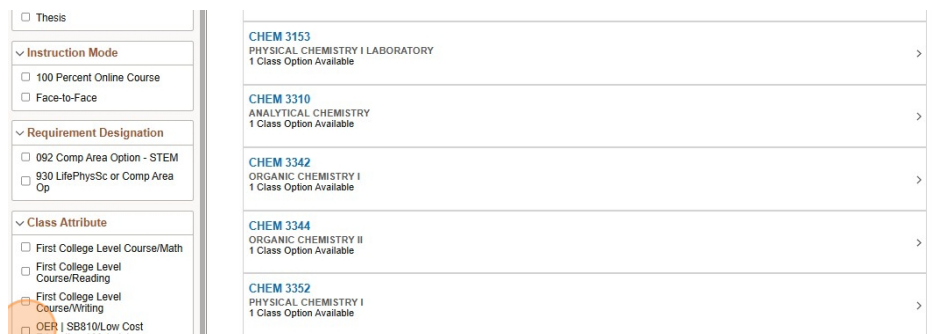 Thesis
Instruction Mode
100 Percent Online Course
Face-to-Face
Requirement Designation
092 Comp Area Option - STEM
930 LifePhysSc or Comp Area
Op
Class Attribute
First College Level Course/Math
First College Level
Course/Reading
First College Level
Course/Writing
OER | SB810/Low Cost
CHEM 3153
PHYSICAL CHEMISTRY I LABORATORY
1 Class Option Available
CHEM 3310
ANALYTICAL CHEMISTRY
1 Class Option Available
CHEM 3342
ORGANIC CHEMISTRY I
1 Class Option Available
CHEM 3344
ORGANIC CHEMISTRY II
1 Class Option Available
CHEM 3352
PHYSICAL CHEMISTRY I
1 Class Option Available